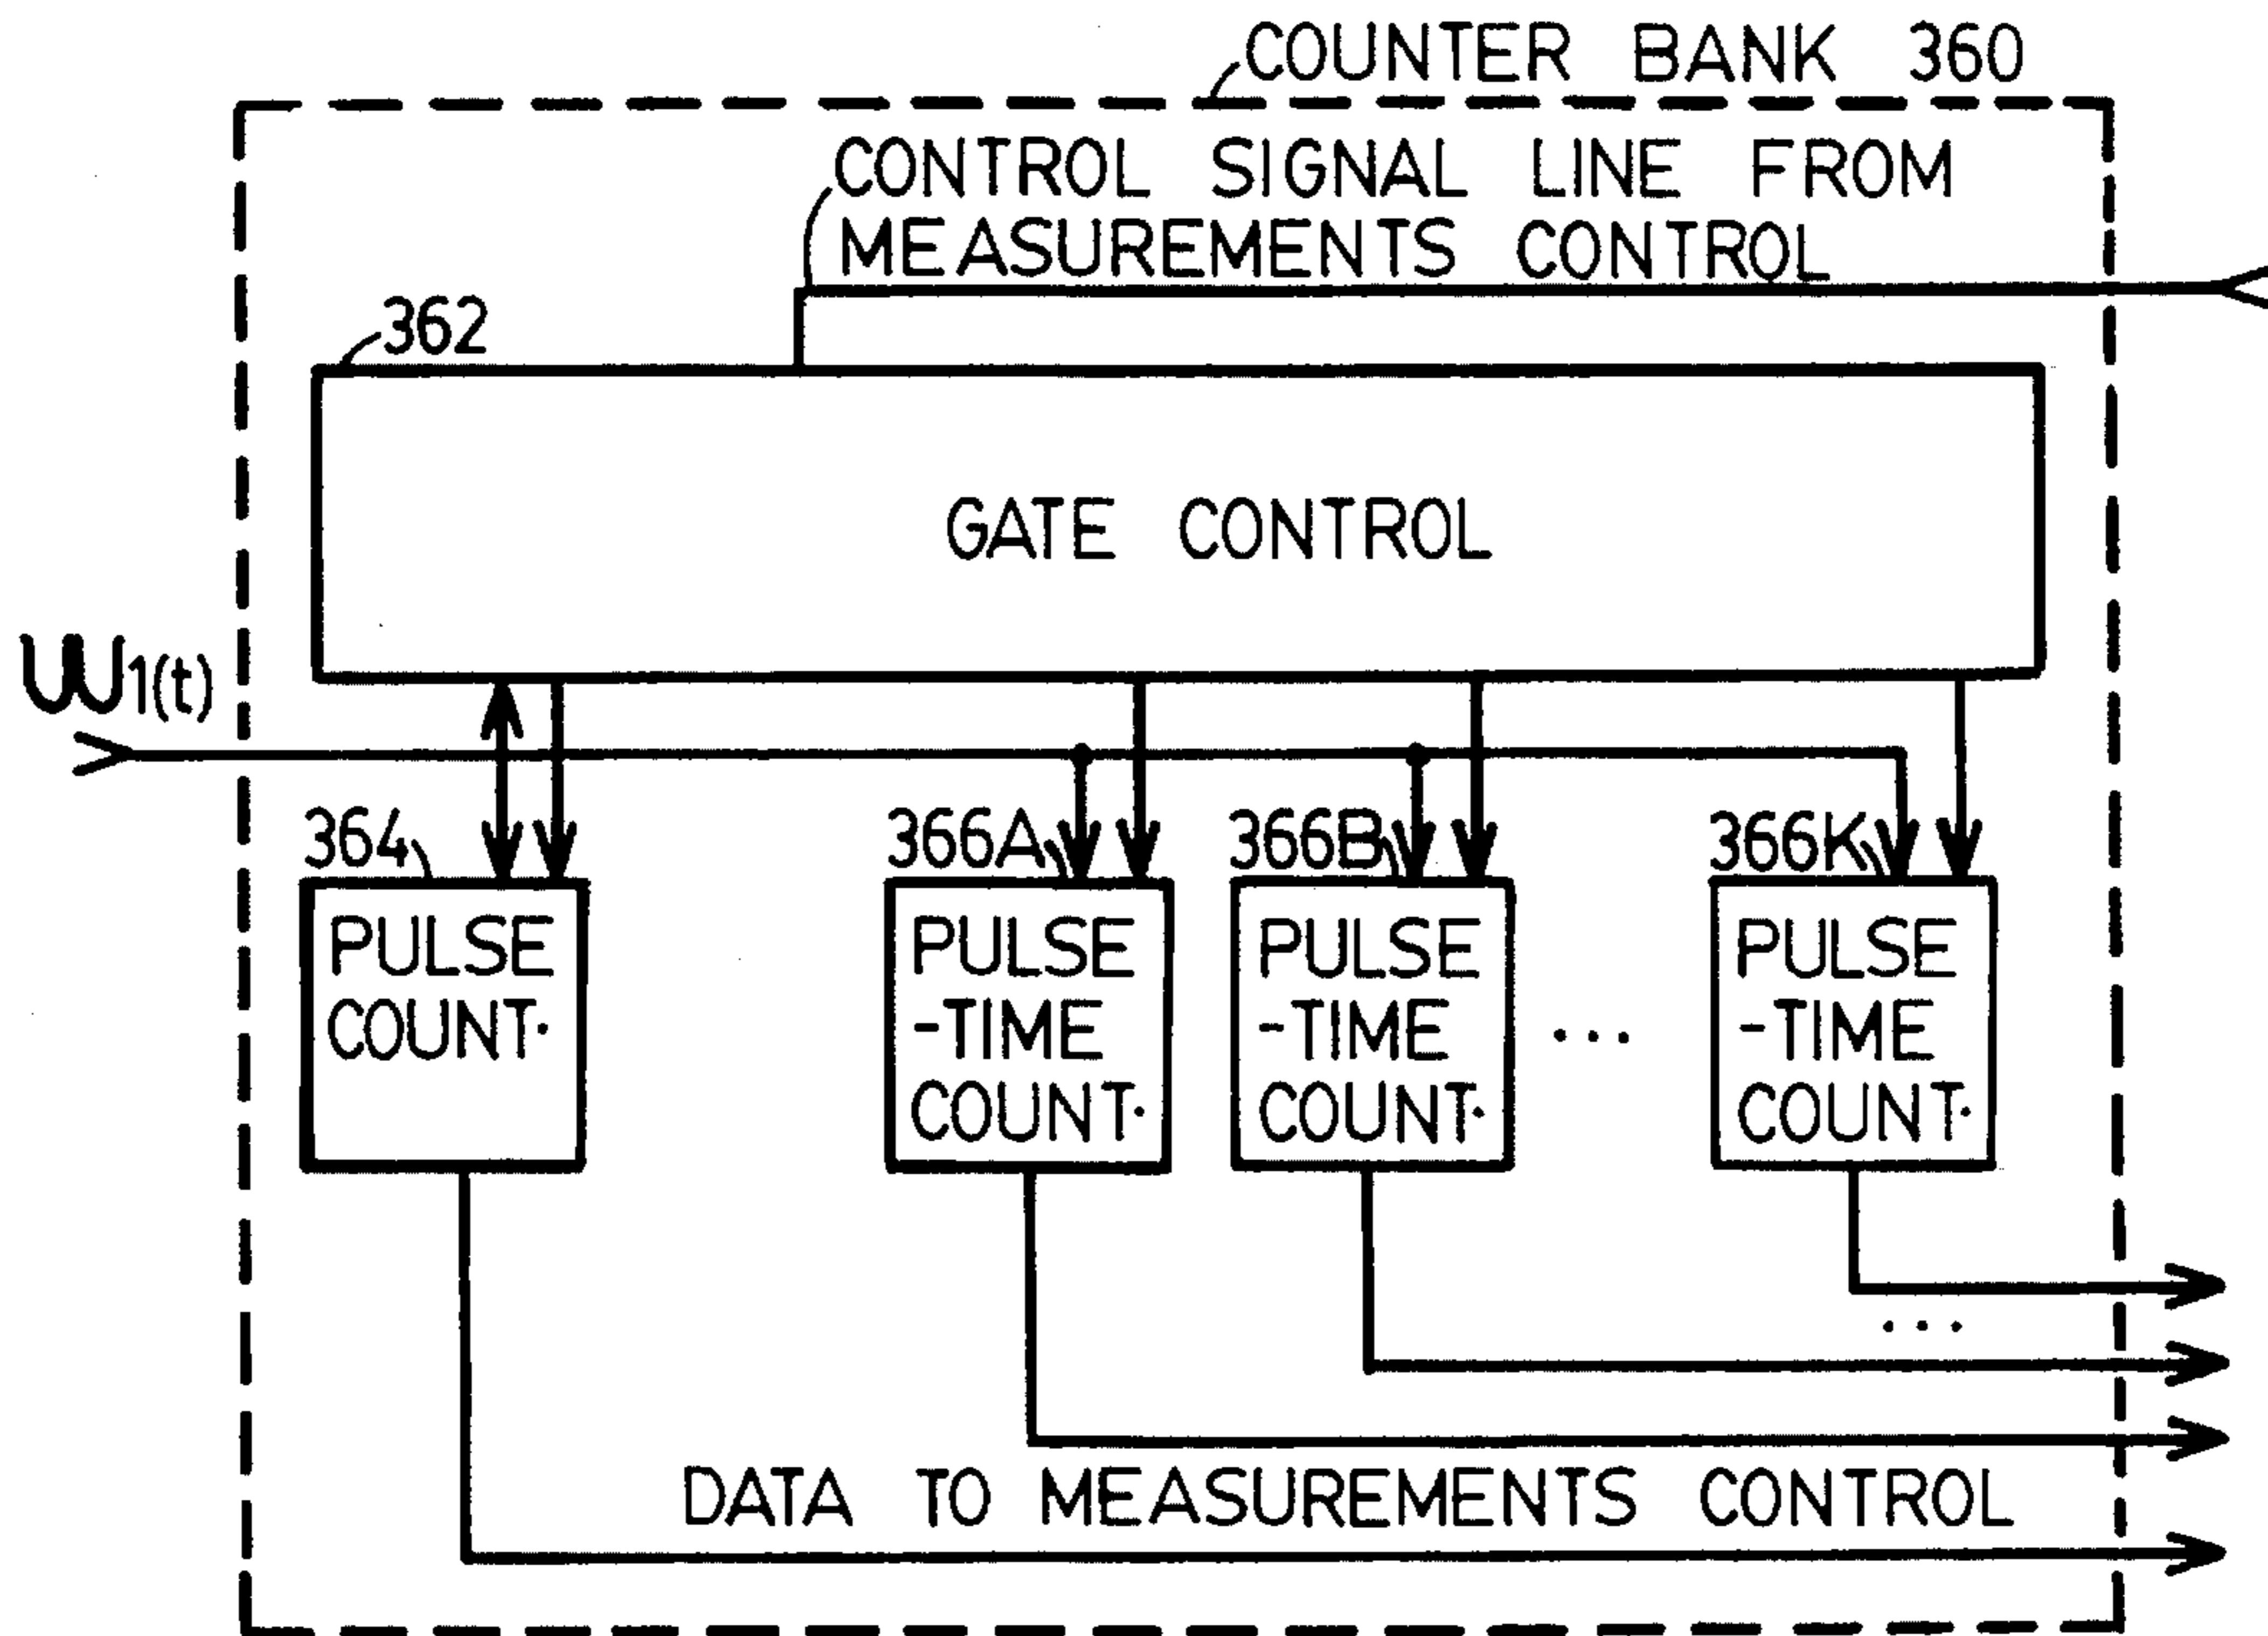 COUNTER BANK 360
CONTROL SIGNAL LINE FROM
MEASUREMENTS CONTROL
362
GATE CONTROL
W1(t)
364
366A
366B
366K
PULSE
COUNT.
PULSE
-TIME
COUNT.
PULSE
-TIME
COUNT.
...
PULSE
-TIME
COUNT.
...
DATA TO MEASUREMENTS CONTROL